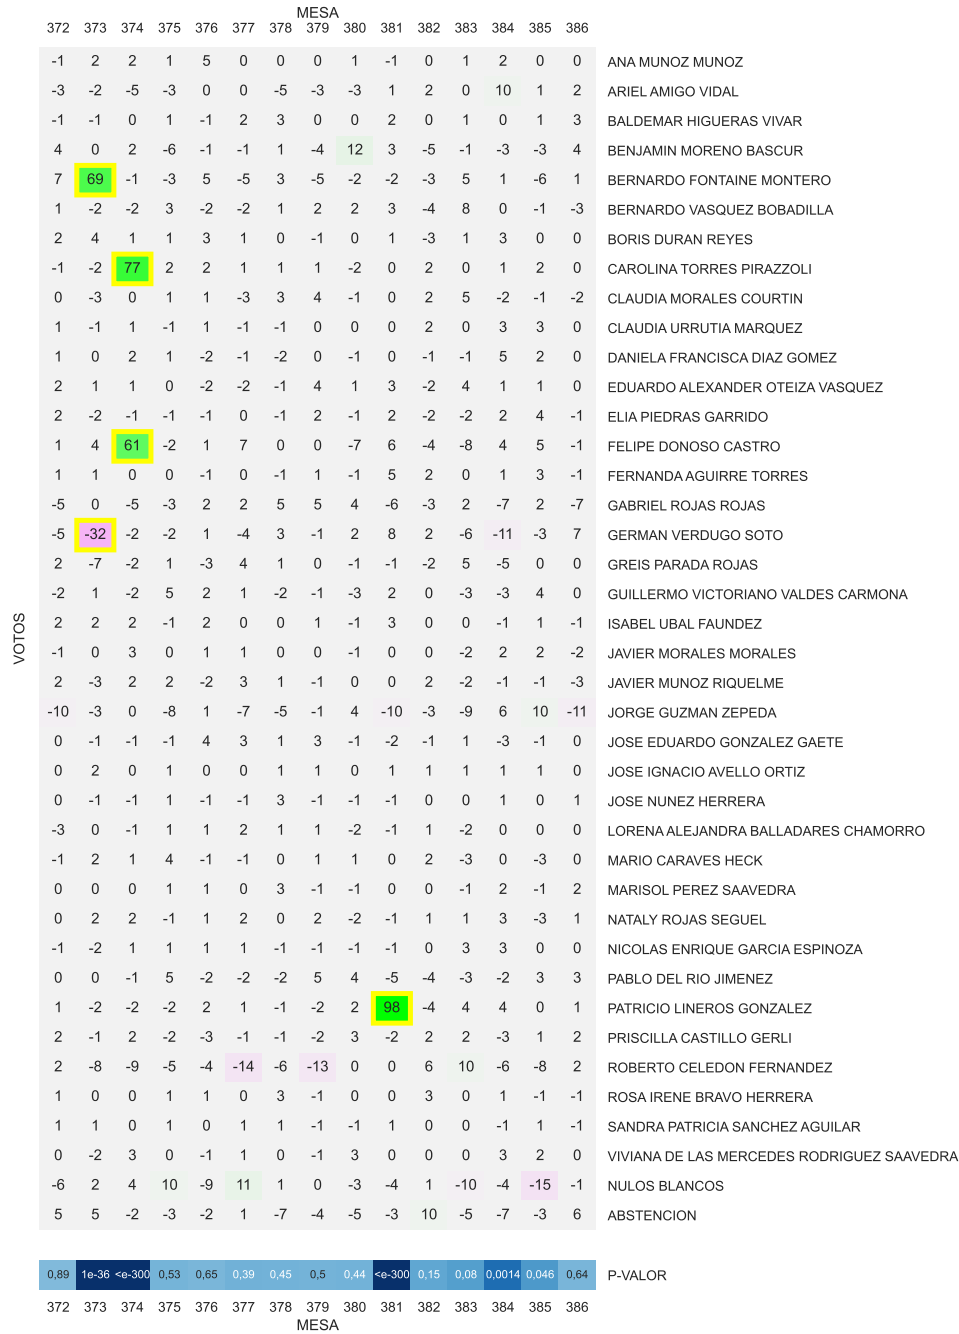 MESA
372 373 374 375 376 377 378 379 380 381 382 383 384 385 386
-1 2 2 1 5 0 0 0 1 -1 0 1 2 0 0 ANA MUNOZ MUNOZ
-3 -2 -5 -3 0 0 -5 -3 -3 1 2 0 10 1 2 ARIEL AMIGO VIDAL
-1 -1 0 1 -1 2 3 0 0 2 0 1 0 1 3 BALDEMAR HIGUERAS VIVAR
4 0 2 -6 -1 -1 1 -4 12 3 -5 -1 -3 -3 4 BENJAMIN MORENO BASCUR
7 69 -1 -3 5 -5 3 -5 -2 -2 -3 5 1 -6 1 BERNARDO FONTAINE MONTERO
1 -2 -2 3 -2 -2 1 2 2 3 -4 8 0 -1 -3 BERNARDO VASQUEZ BOBADILLA
2 4 1 1 3 1 0 -1 0 1 -3 1 3 0 0 BORIS DURAN REYES
-1 -2 77 2 2 1 1 1 -2 0 2 0 1 2 0 CAROLINA TORRES PIRAZZOLI
0 -3 0 1 1 -3 3 4 -1 0 2 5 -2 -1 -2 CLAUDIA MORALES COURTIN
1 -1 1 -1 1 -1 -1 0 0 0 2 0 3 3 0 CLAUDIA URRUTIA MARQUEZ
1 0 2 1 -2 -1 -2 0 -1 0 -1 -1 5 2 0 DANIELA FRANCISCA DIAZ GOMEZ
2 1 1 0 -2 -2 -1 4 1 3 -2 4 1 1 0 EDUARDO ALEXANDER OTEIZA VASQUEZ
2 -2 -1 -1 -1 0 -1 2 -1 2 -2 -2 2 4 -1 ELIA PIEDRAS GARRIDO
1 4 61 -2 1 7 0 0 -7 6 -4 -8 4 5 -1 FELIPE DONOSO CASTRO
1 1 0 0 -1 0 -1 1 -1 5 2 0 1 3 -1 FERNANDA AGUIRRE TORRES
-5 0 -5 -3 2 2 5 5 4 -6 -3 2 -7 2 -7 GABRIEL ROJAS ROJAS
-5 -32 -2 -2 1 -4 3 -1 2 8 2 -6 -11 -3 7 GERMAN VERDUGO SOTO
2 -7 -2 1 -3 4 1 0 -1 -1 -2 5 -5 0 0 GREIS PARADA ROJAS
-2 1 -2 5 2 1 -2 -1 -3 2 0 -3 -3 4 0 GUILLERMO VICTORIANO VALDES CARMONA
2 2 2 -1 2 0 0 1 -1 3 0 0 -1 1 -1 ISABEL UBAL FAUNDEZ
-1 0 3 0 1 1 0 0 -1 0 0 -2 2 2 -2 JAVIER MORALES MORALES
2 -3 2 2 -2 3 1 -1 0 0 2 -2 -1 -1 -3 JAVIER MUNOZ RIQUELME
-10 -3 0 -8 1 -7 -5 -1 4 -10 -3 -9 6 10 -11 JORGE GUZMAN ZEPEDA
0 -1 -1 -1 4 3 1 3 -1 -2 -1 1 -3 -1 0 JOSE EDUARDO GONZALEZ GAETE
0 2 0 1 0 0 1 1 0 1 1 1 1 1 0 JOSE IGNACIO AVELLO ORTIZ
0 -1 -1 1 -1 -1 3 -1 -1 -1 0 0 1 0 1 JOSE NUNEZ HERRERA
-3 0 -1 1 1 2 1 1 -2 -1 1 -2 0 0 0 LORENA ALEJANDRA BALLADARES CHAMORRO
-1 2 1 4 -1 -1 0 1 1 0 2 -3 0 -3 0 MARIO CARAVES HECK
0 0 0 1 1 0 3 -1 -1 0 0 -1 2 -1 2 MARISOL PEREZ SAAVEDRA
0 2 2 -1 1 2 0 2 -2 -1 1 1 3 -3 1 NATALY ROJAS SEGUEL
-1 -2 1 1 1 1 -1 -1 -1 -1 0 3 3 0 0 NICOLAS ENRIQUE GARCIA ESPINOZA
0 0 -1 5 -2 -2 -2 5 4 -5 -4 -3 -2 3 3 PABLO DEL RIO JIMENEZ
1 -2 -2 -2 2 1 -1 -2 2 98 -4 4 4 0 1 PATRICIO LINEROS GONZALEZ
2 -1 2 -2 -3 -1 -1 -2 3 -2 2 2 -3 1 2 PRISCILLA CASTILLO GERLI
2 -8 -9 -5 -4 -14 -6 -13 0 0 6 10 -6 -8 2 ROBERTO CELEDON FERNANDEZ
1 0 0 1 1 0 3 -1 0 0 3 0 1 -1 -1 ROSA IRENE BRAVO HERRERA
1 1 0 1 0 1 1 -1 -1 1 0 0 -1 1 -1 SANDRA PATRICIA SANCHEZ AGUILAR
0 -2 3 0 -1 1 0 -1 3 0 0 0 3 2 0 VIVIANA DE LAS MERCEDES RODRIGUEZ SAAVEDRA
-6 2 4 10 -9 11 1 0 -3 -4 1 -10 -4 -15 -1 NULOS BLANCOS
5 5 -2 -3 -2 1 -7 -4 -5 -3 10 -5 -7 -3 6 ABSTENCION
VOTOS
0,89 1e-36 <e-300 0,53 0,65 0,39 0,45 0,5 0,44 <e-300 0,15 0,08 0,0014 0,046 0,64 P-VALOR
372 373 374 375 376 377 378 379 380 381 382 383 384 385 386
MESA